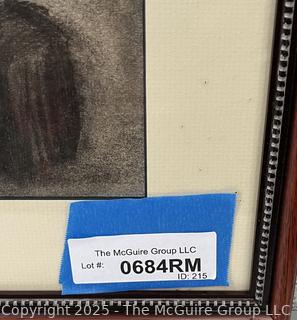 The McGuire Group LLC
Lot #: 0684RM
ID: 215
Copyright 2025 - The McGuire Group LLC